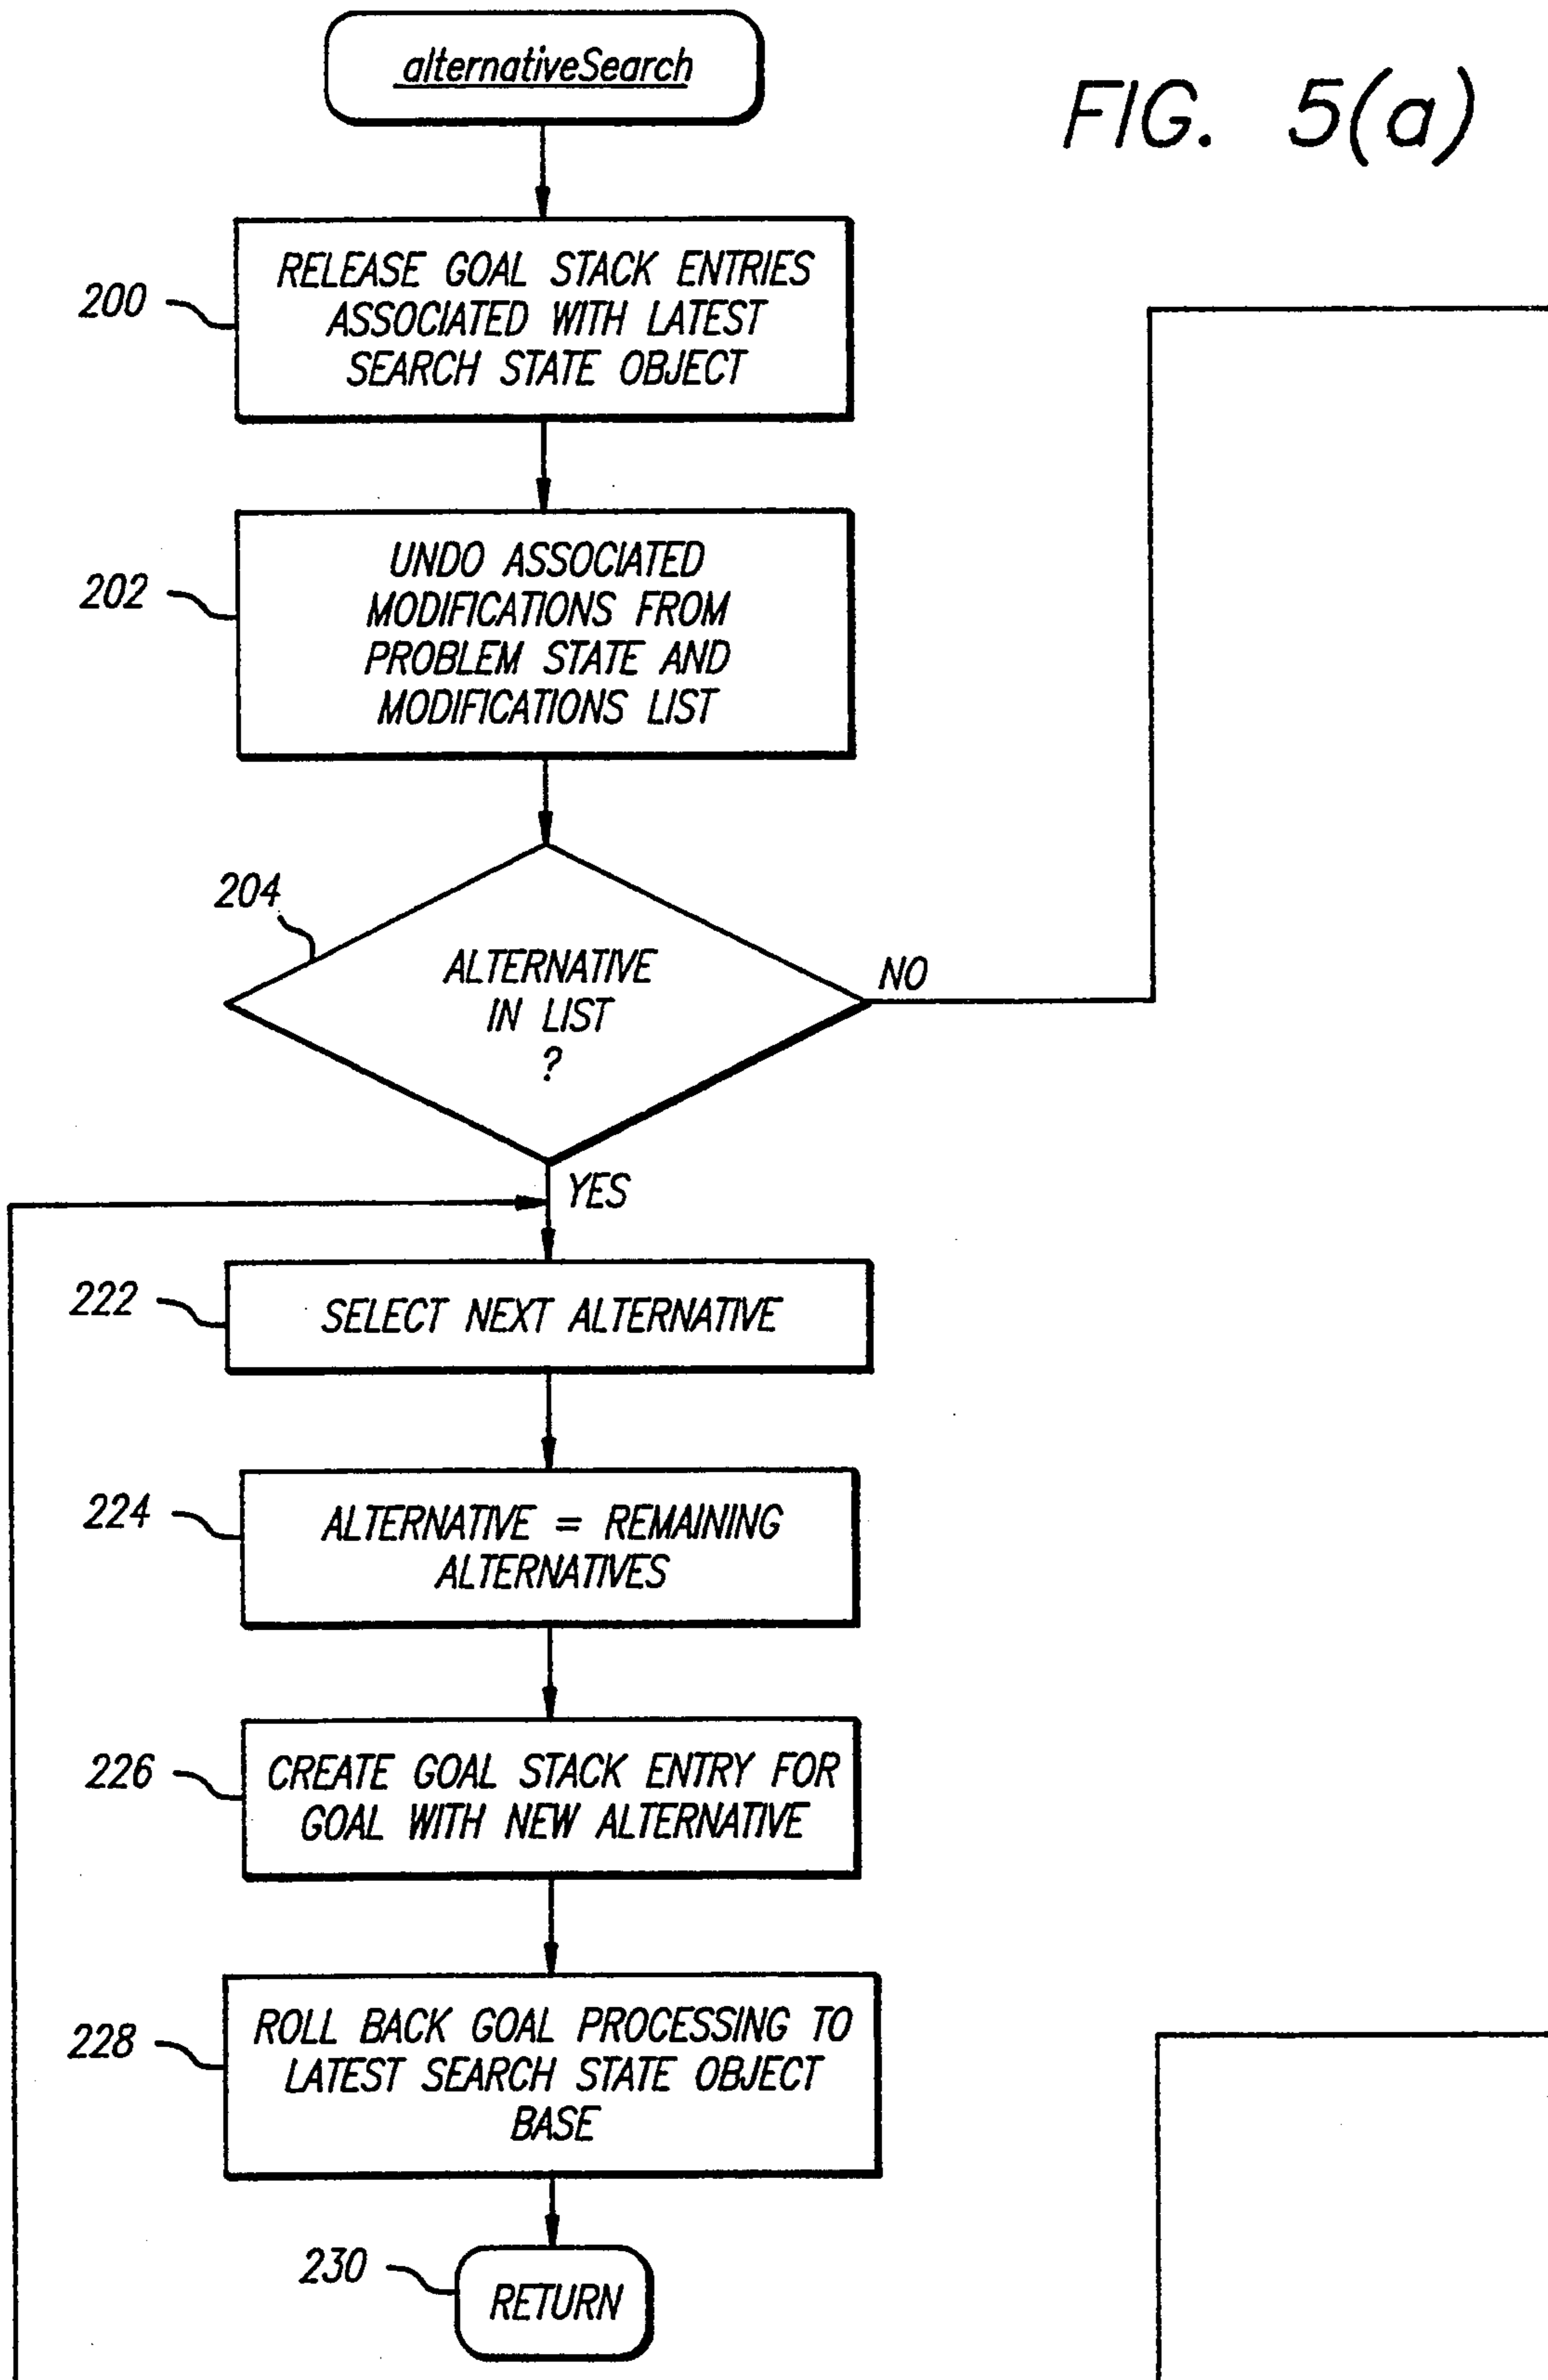 alternativeSearch
FIG. 5(a)
200
RELEASE GOAL STACK ENTRIES
ASSOCIATED WITH LATEST
SEARCH STATE OBJECT
202
UNDO ASSOCIATED
MODIFICATIONS FROM
PROBLEM STATE AND
MODIFICATIONS LIST
204
ALTERNATIVE
IN LIST
?
NO
YES
222
SELECT NEXT ALTERNATIVE
224
ALTERNATIVE = REMAINING
ALTERNATIVES
226
CREATE GOAL STACK ENTRY FOR
GOAL WITH NEW ALTERNATIVE
228
ROLL BACK GOAL PROCESSING TO
LATEST SEARCH STATE OBJECT
BASE
230
RETURN